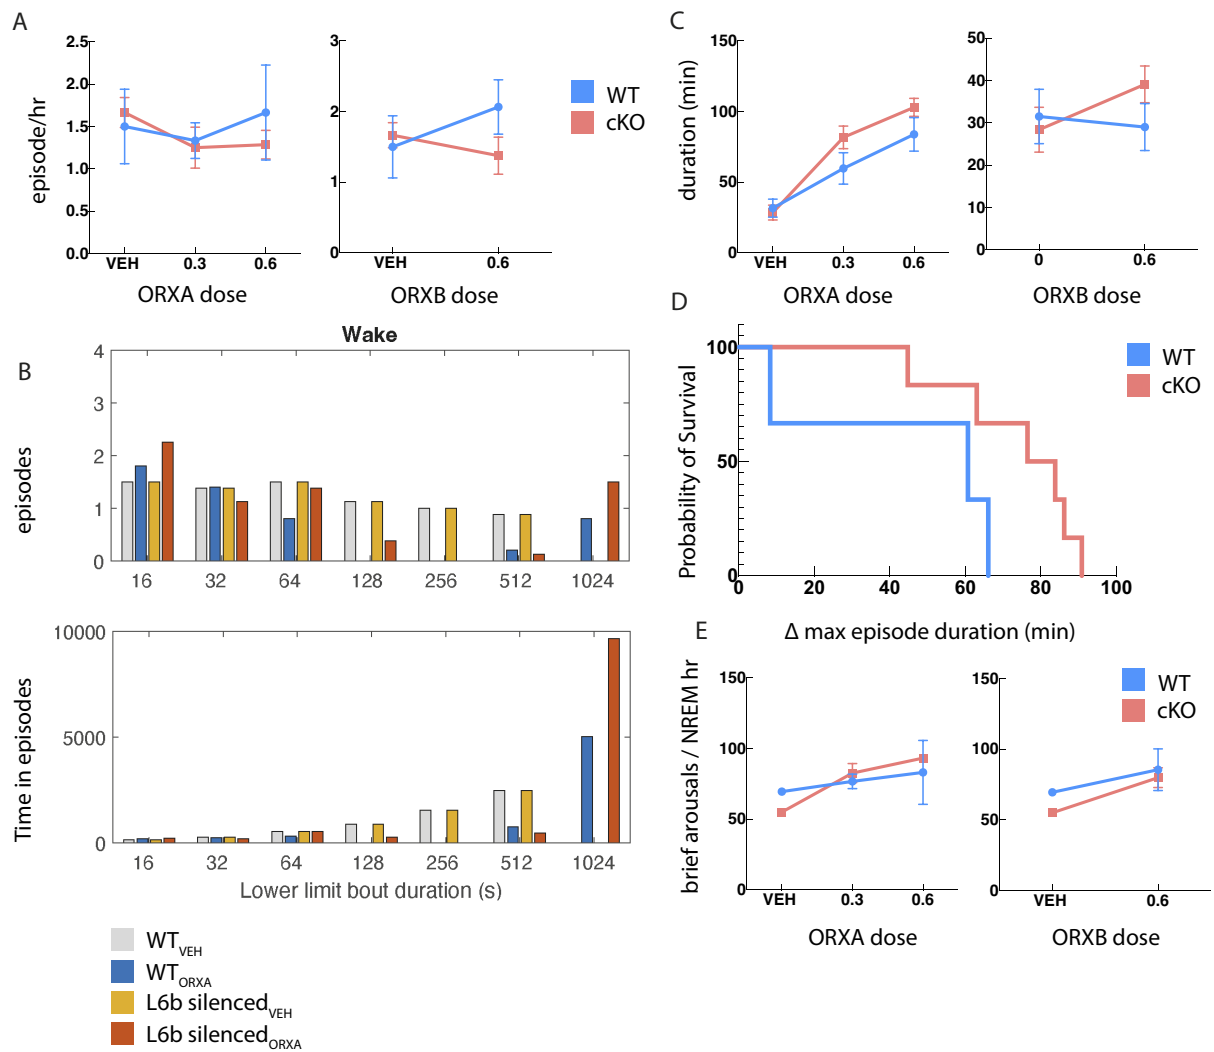 A
episode/hr
2.5
2.0
1.5
1.0
0.5
0.0
VEH 0.3 0.6
ORXA dose
3
2
1
0
VEH 0.6
ORXB dose
WT
cKO
C
duration (min)
150
100
50
0
VEH 0.3 0.6
ORXA dose
50
40
30
20
10
0
0 0.6
ORXB dose
B
Wake
episodes
4
3
2
1
0
16 32 64 128 256 512 1024
Time in episodes
10000
5000
0
16 32 64 128 256 512 1024
Lower limit bout duration (s)
WTVEH
WTORXA
L6b silencedVEH
L6b silencedORXA
D
Probability of Survival
100
50
0
0 20 40 60 80 100
Δ max episode duration (min)
WT
cKO
E
brief arousals / NREM hr
150
100
50
0
VEH 0.3 0.6
ORXA dose
150
100
50
0
VEH 0.6
ORXB dose
WT
cKO